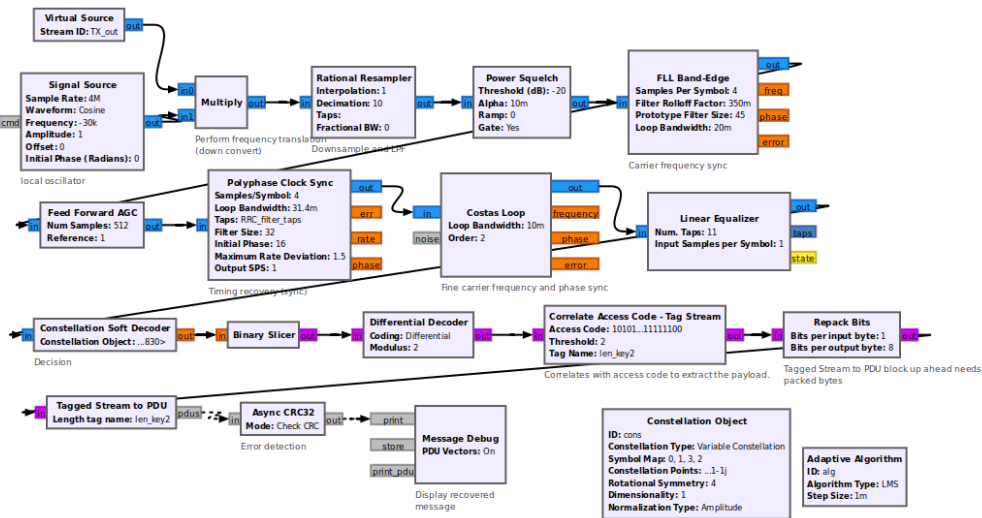 Virtual Source
Stream ID: TX_out
out
Signal Source
Sample Rate: 4M
Waveform: Cosine
Frequency: -30k
Amplitude: 1
Offset: 0
Initial Phase (Radians): 0
cmd
out
local oscillator
in0
in1
Multiply
out
Perform frequency translation
(down convert)
in
Rational Resampler
Interpolation: 1
Decimation: 10
Taps:
Fractional BW: 0
out
Downsample and LPF
in
Power Squelch
Threshold (dB): -20
Alpha: 10m
Ramp: 0
Gate: Yes
out
in
FLL Band-Edge
Samples Per Symbol: 4
Filter Rolloff Factor: 350m
Prototype Filter Size: 45
Loop Bandwidth: 20m
out
freq
phase
error
Carrier frequency sync
in
Feed Forward AGC
Num Samples: 512
Reference: 1
out
in
Polyphase Clock Sync
Samples/Symbol: 4
Loop Bandwidth: 31.4m
Taps: RRC_filter_taps
Filter Size: 32
Initial Phase: 16
Maximum Rate Deviation: 1.5
Output SPS: 1
out
err
rate
phase
Timing recovery (sync)
in
noise
Costas Loop
Loop Bandwidth: 10m
Order: 2
out
frequency
phase
error
Fine carrier frequency and phase sync
in
Linear Equalizer
Num. Taps: 11
Input Samples per Symbol: 1
out
taps
state
in
Constellation Soft Decoder
Constellation Object: ...830>
out
Decision
in
Binary Slicer
out
in
Differential Decoder
Coding: Differential
Modulus: 2
out
in
Correlate Access Code - Tag Stream
Access Code: 10101...11111100
Threshold: 2
Tag Name: len_key2
out
Correlates with access code to extract the payload.
in
Repack Bits
Bits per input byte: 1
Bits per output byte: 8
out
Tagged Stream to PDU block up ahead needs
packed bytes
in
Tagged Stream to PDU
Length tag name: len_key2
pdus
in
Async CRC32
Mode: Check CRC
out
Error detection
print
store
print_pdu
Message Debug
PDU Vectors: On
Display recovered
message
Constellation Object
ID: cons
Constellation Type: Variable Constellation
Symbol Map: 0, 1, 3, 2
Constellation Points: ...1-1j
Rotational Symmetry: 4
Dimensionality: 1
Normalization Type: Amplitude
Adaptive Algorithm
ID: alg
Algorithm Type: LMS
Step Size: 1m